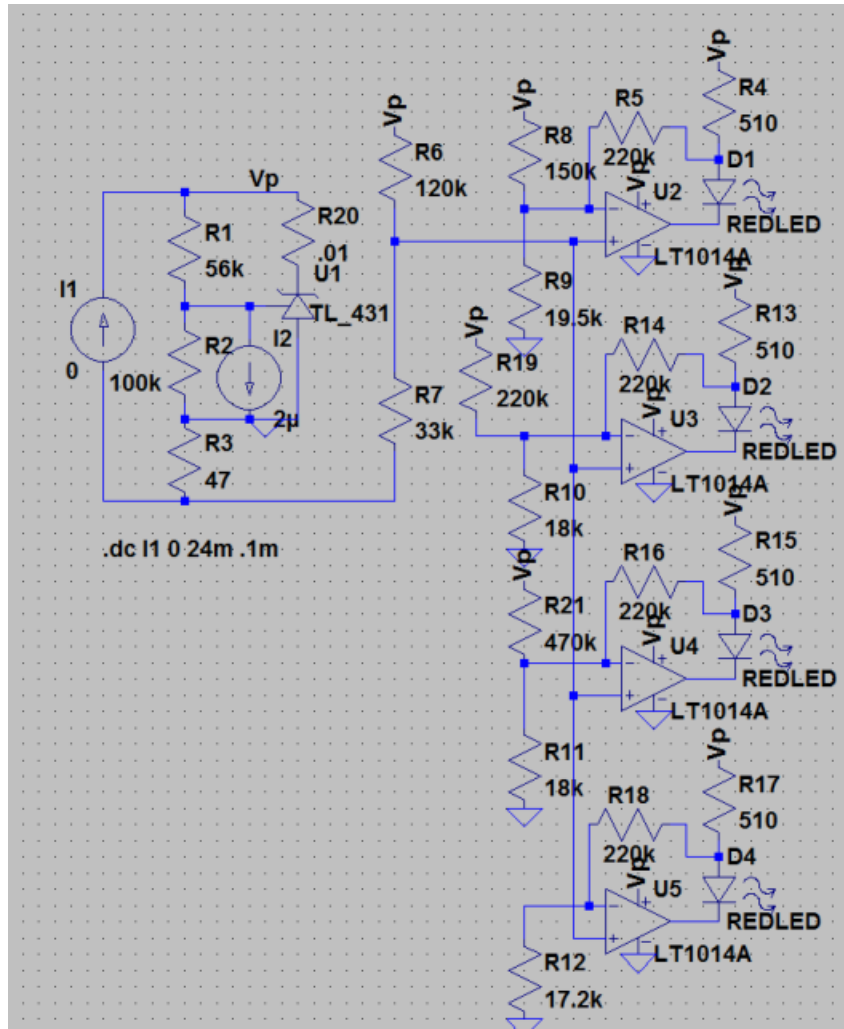 Vp
R1
56k
R20
.01
U1
TL_431
I1
0
R2
100k
I2
2µ
R3
47
.dc I1 0 24m .1m
Vp
R6
120k
R7
33k
Vp
R8
150k
R9
19.5k
R5
220k
Vp
U2
LT1014A
Vp
R4
510
D1
REDLED
Vp
R19
220k
R10
18k
R14
220k
Vp
U3
LT1014A
Vp
R13
510
D2
REDLED
Vp
R21
470k
R11
18k
R16
220k
Vp
U4
LT1014A
Vp
R15
510
D3
REDLED
R18
220k
Vp
U5
LT1014A
Vp
R17
510
D4
REDLED
R12
17.2k